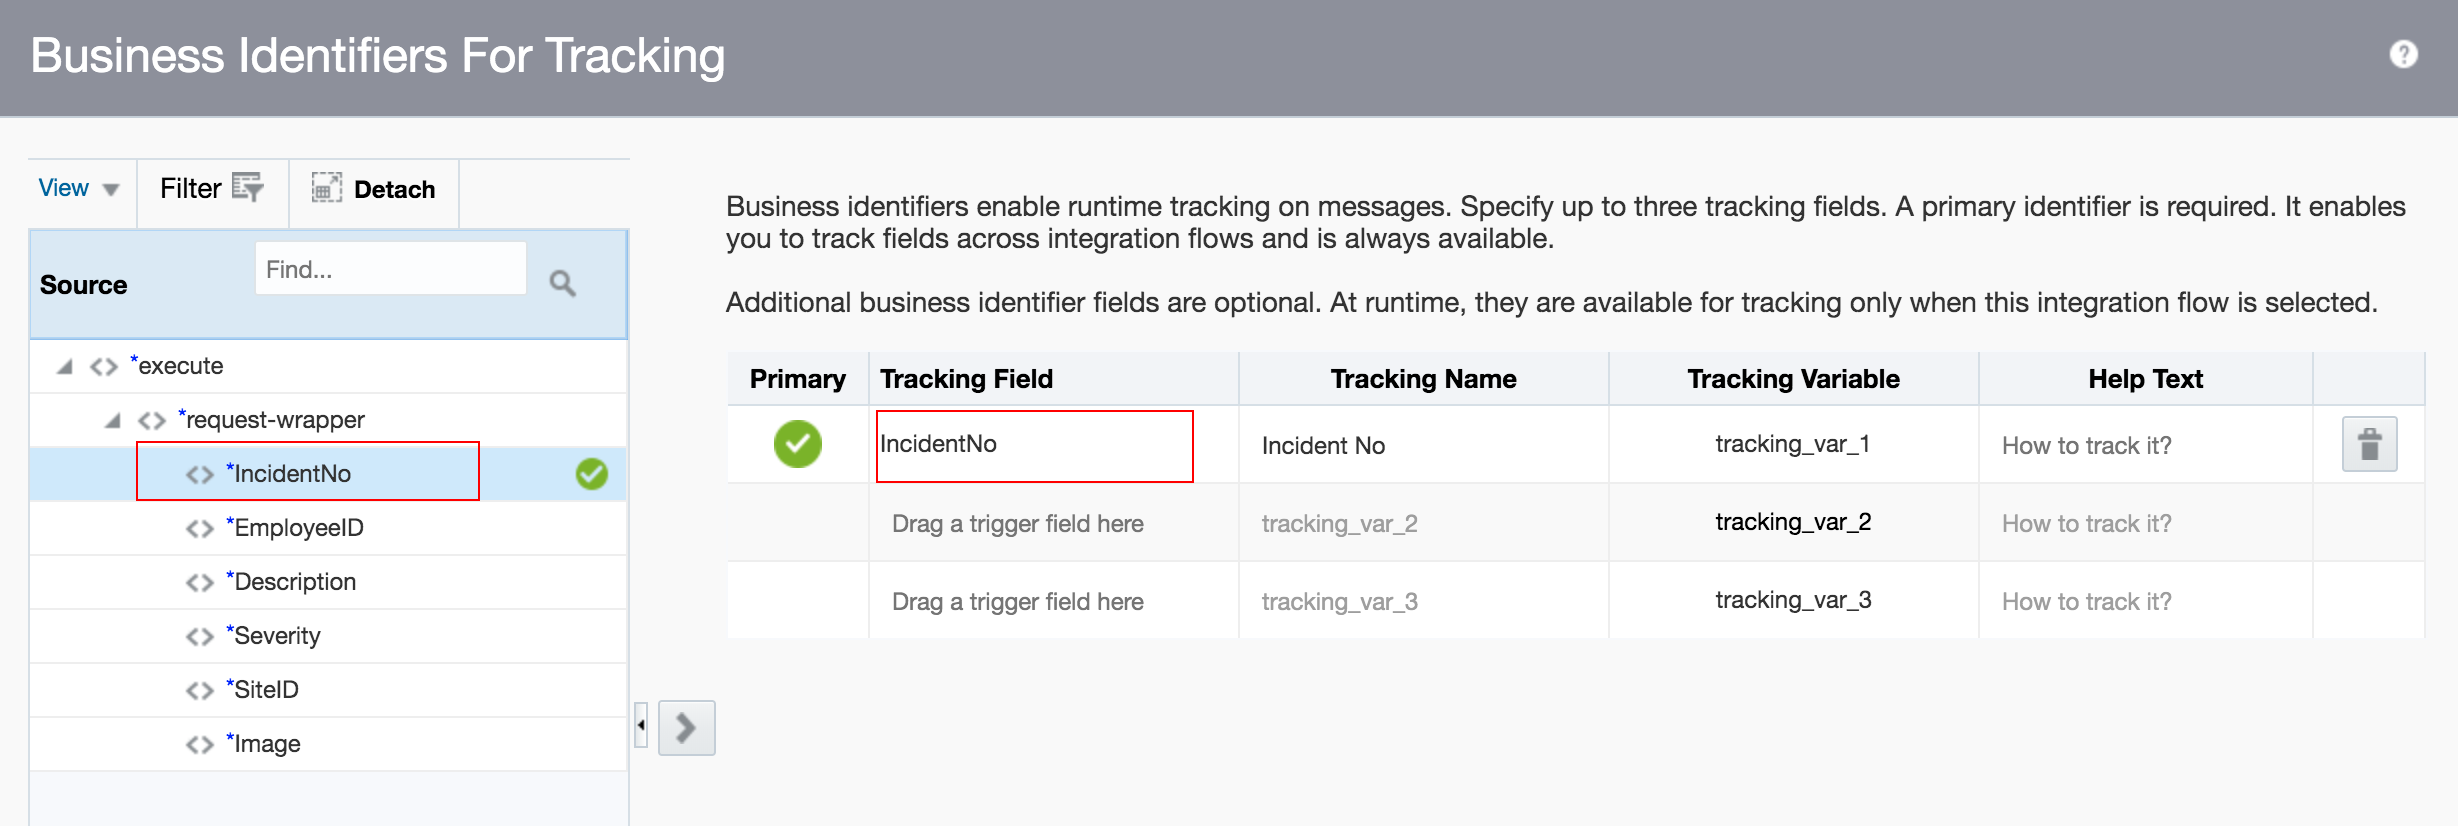 Business Identifiers For Tracking
?
View
Filter
Detach
Source
Find...
*execute
*request-wrapper
*IncidentNo
*EmployeeID
*Description
*Severity
*SiteID
*Image
Business identifiers enable runtime tracking on messages. Specify up to three tracking fields. A primary identifier is required. It enables
you to track fields across integration flows and is always available.
Additional business identifier fields are optional. At runtime, they are available for tracking only when this integration flow is selected.
Primary Tracking Field Tracking Name Tracking Variable Help Text
IncidentNo Incident No tracking_var_1 How to track it?
Drag a trigger field here tracking_var_2 tracking_var_2 How to track it?
Drag a trigger field here tracking_var_3 tracking_var_3 How to track it?